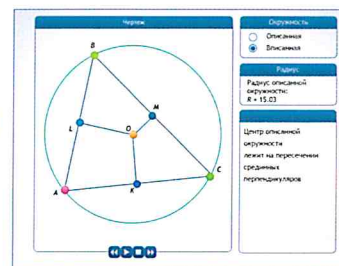 Чертеж
B
M
L
O
C
A
K
Окружность
Описанная
Вписанная
Радиус
Радиус описанной
окружности:
R = 15.03
Центр описанной
окружности
лежит на пересечении
срединных
перпендикуляров